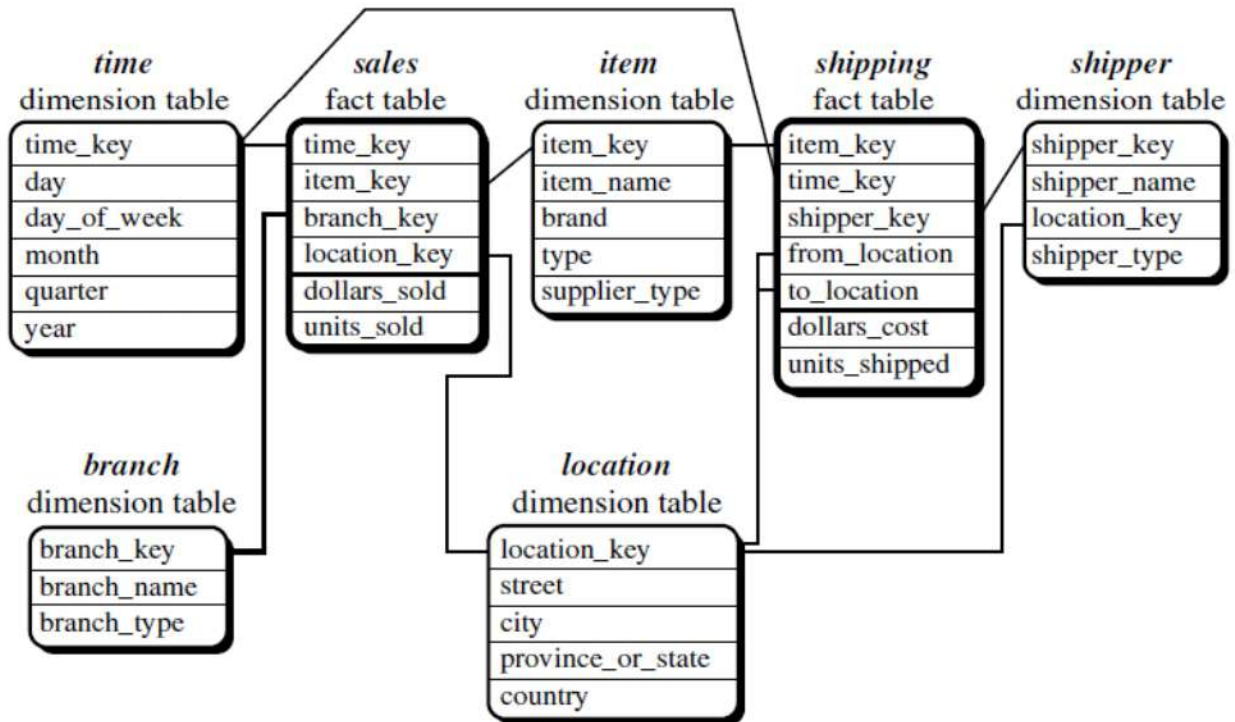 time
dimension table
time_key
day
day_of_week
month
quarter
year
sales
fact table
time_key
item_key
branch_key
location_key
dollars_sold
units_sold
item
dimension table
item_key
item_name
brand
type
supplier_type
shipping
fact table
item_key
time_key
shipper_key
from_location
to_location
dollars_cost
units_shipped
shipper
dimension table
shipper_key
shipper_name
location_key
shipper_type
branch
dimension table
branch_key
branch_name
branch_type
location
dimension table
location_key
street
city
province_or_state
country